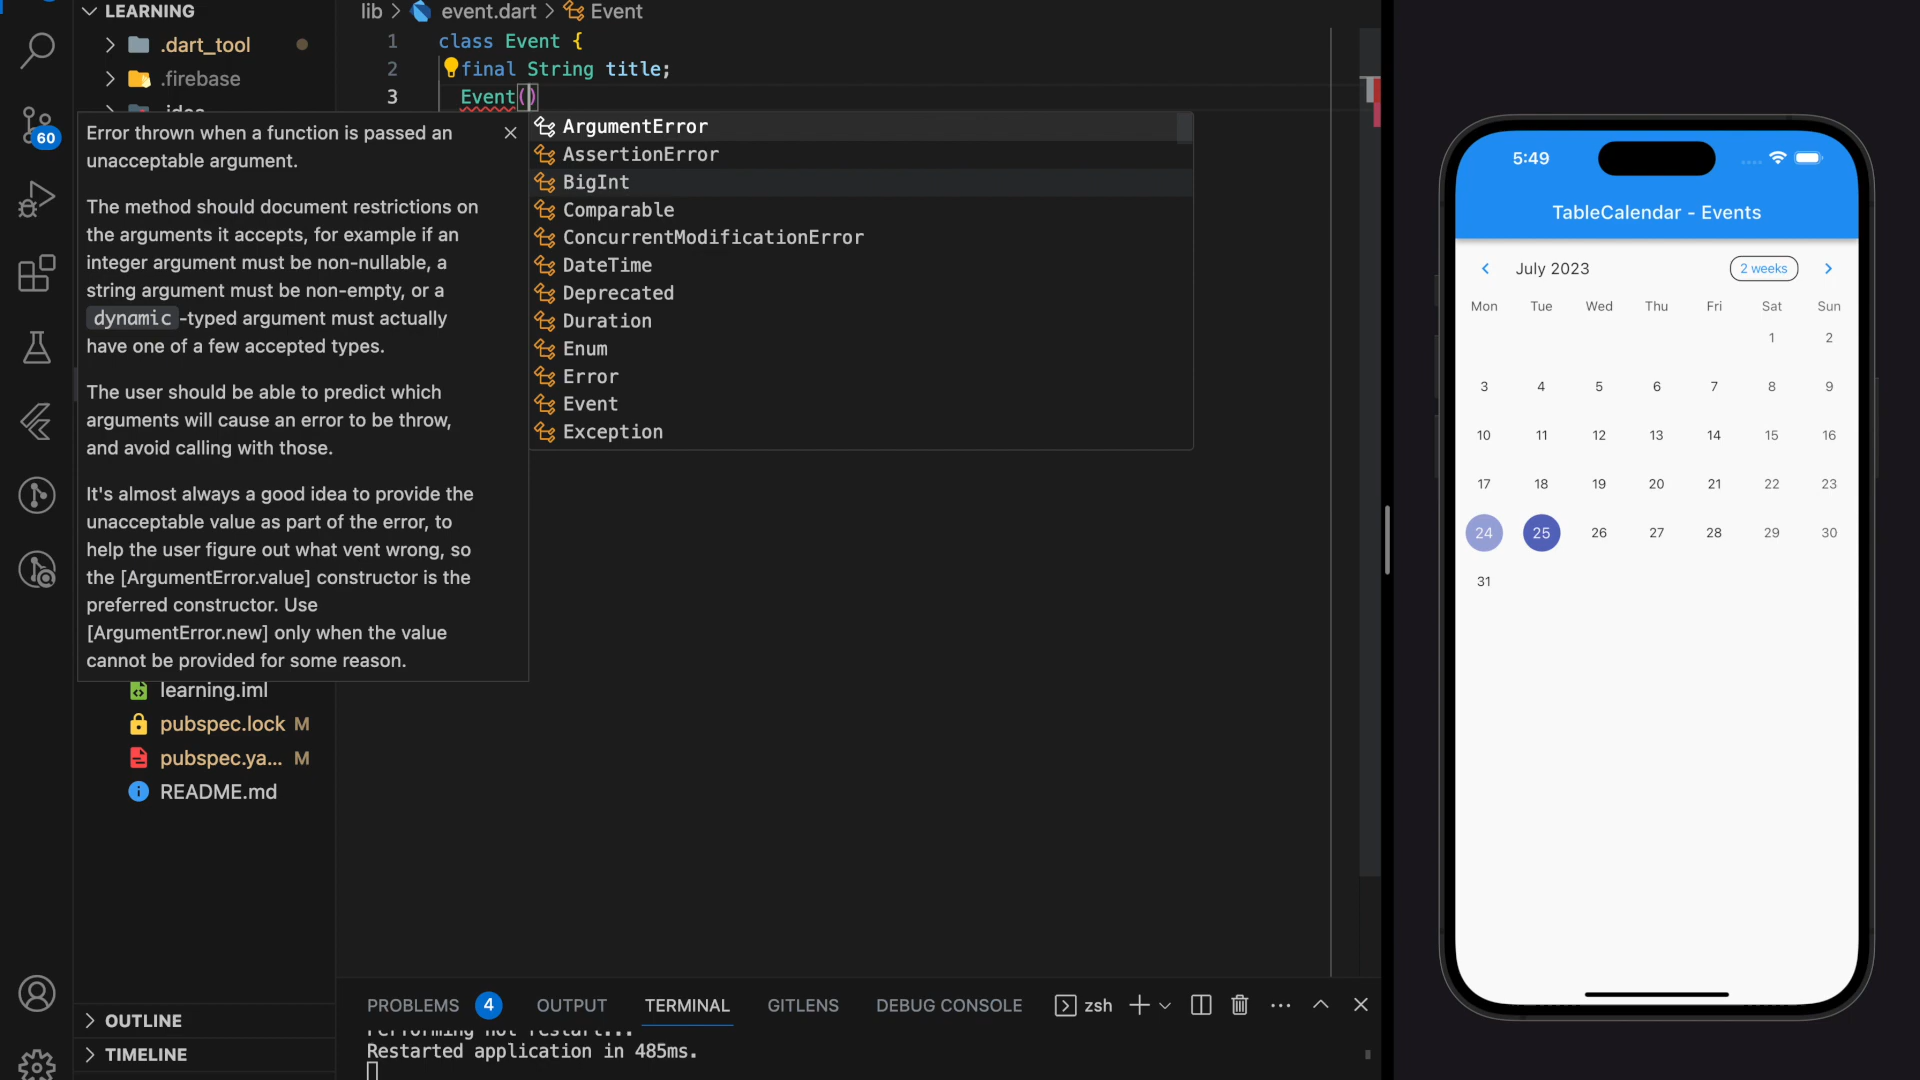 LEARNING
.dart_tool
.firebase
60
lib > event.dart > Event
1 class Event {
2 final String title;
3 Event()
Error thrown when a function is passed an
unacceptable argument.
The method should document restrictions on
the arguments it accepts, for example if an
integer argument must be non-nullable, a
string argument must be non-empty, or a
dynamic -typed argument must actually
have one of a few accepted types.
The user should be able to predict which
arguments will cause an error to be throw,
and avoid calling with those.
It's almost always a good idea to provide the
unacceptable value as part of the error, to
help the user figure out what vent wrong, so
the [ArgumentError.value] constructor is the
preferred constructor. Use
[ArgumentError.new] only when the value
cannot be provided for some reason.
ArgumentError
AssertionError
BigInt
Comparable
ConcurrentModificationError
DateTime
Deprecated
Duration
Enum
Error
Event
Exception
learning.iml
pubspec.lock M
pubspec.ya... M
README.md
OUTLINE
TIMELINE
PROBLEMS 4 OUTPUT TERMINAL GITLENS DEBUG CONSOLE zsh
Performing hot restart...
Restarted application in 485ms.
5:49
TableCalendar - Events
July 2023 2 weeks
Mon Tue Wed Thu Fri Sat Sun
1 2
3 4 5 6 7 8 9
10 11 12 13 14 15 16
17 18 19 20 21 22 23
24 25 26 27 28 29 30
31